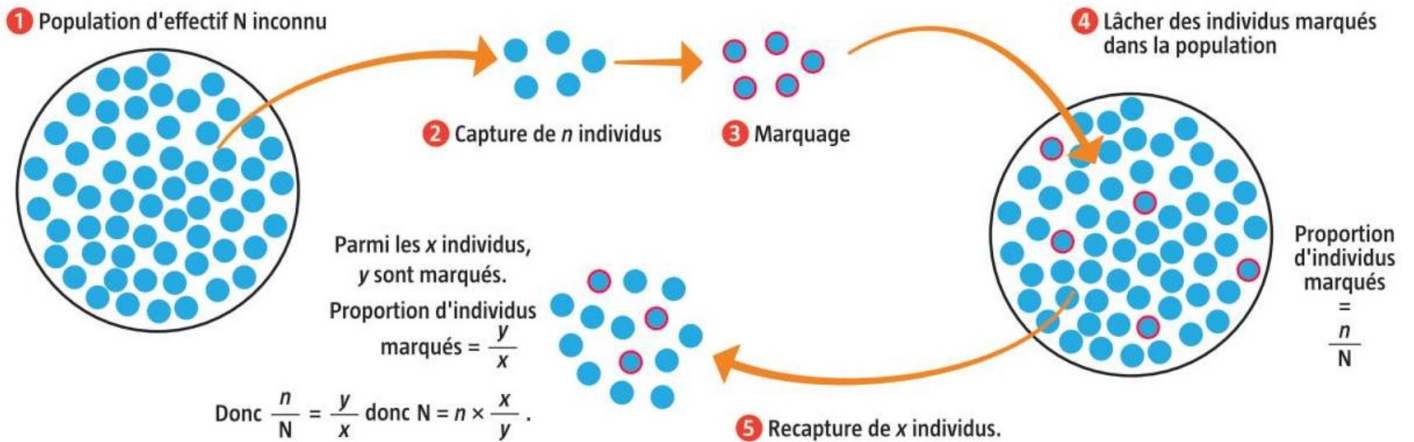 1 Population d'effectif N inconnu
2 Capture de n individus
3 Marquage
4 Lâcher des individus marqués
dans la population
Proportion
d'individus
marqués
=
n
N
5 Recapture de x individus.
Parmi les x individus,
y sont marqués.
Proportion d'individus
marqués = y/x
Donc n/N = y/x donc N = n × x/y .